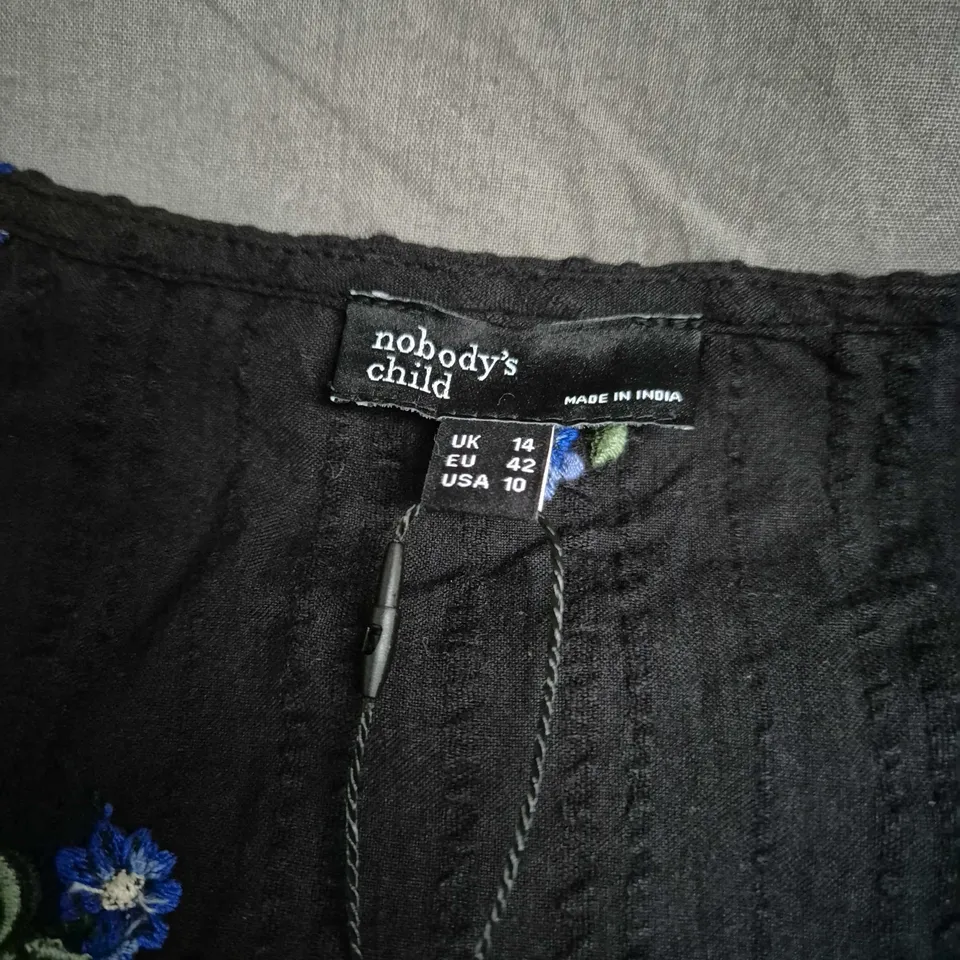 nobody's
child
MADE IN INDIA
UK 14
EU 42
USA 10